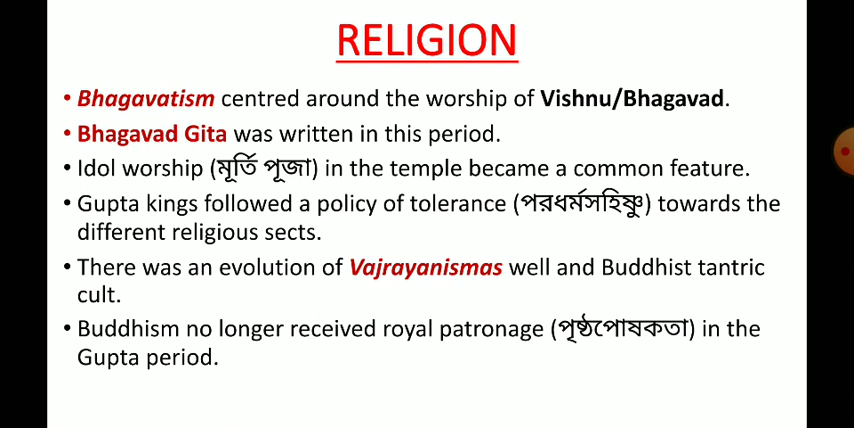 RELIGION
• Bhagavatism centred around the worship of Vishnu/Bhagavad.
• Bhagavad Gita was written in this period.
• Idol worship (মূর্তি পূজা) in the temple became a common feature.
• Gupta kings followed a policy of tolerance (পরধর্মসহিষ্ণু) towards the
different religious sects.
• There was an evolution of Vajrayanismas well and Buddhist tantric
cult.
• Buddhism no longer received royal patronage (পৃষ্ঠপোষকতা) in the
Gupta period.